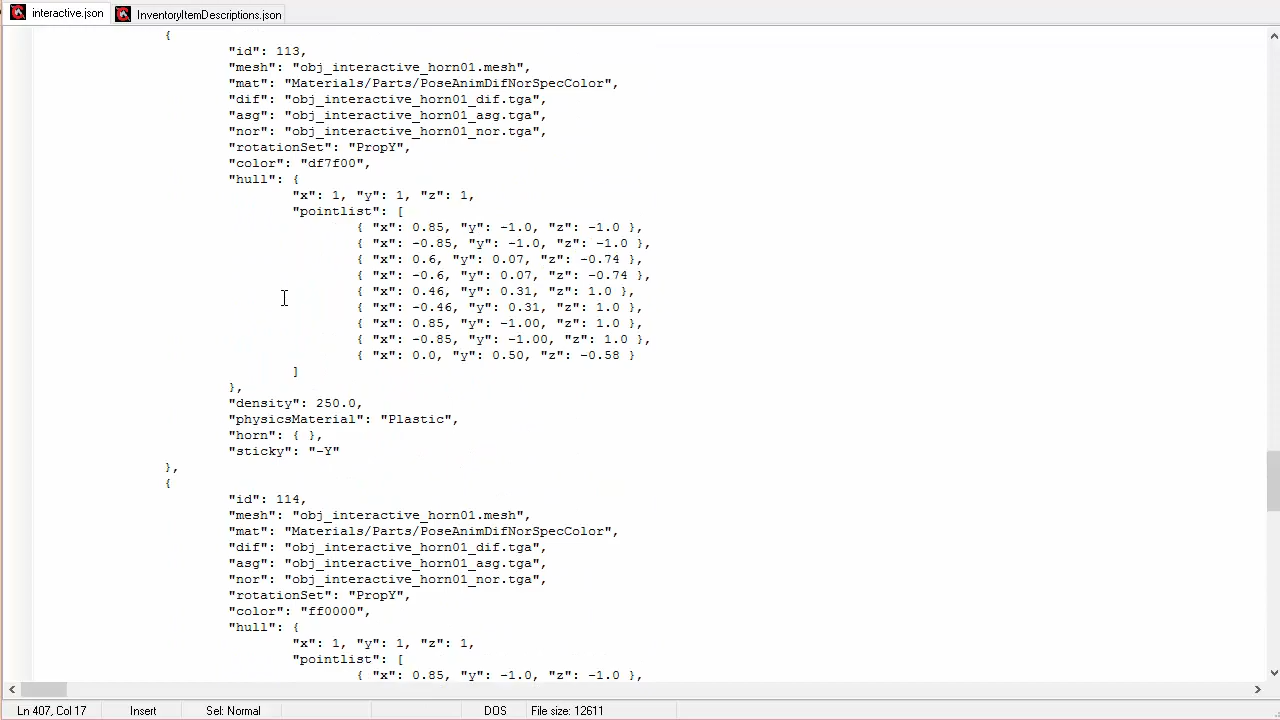 interactive.json
InventoryItemDescriptions.json
{
"id": 113,
"mesh": "obj_interactive_horn01.mesh",
"mat": "Materials/Parts/PoseAnimDifNorSpecColor",
"dif": "obj_interactive_horn01_dif.tga",
"asg": "obj_interactive_horn01_asg.tga",
"nor": "obj_interactive_horn01_nor.tga",
"rotationSet": "PropY",
"color": "df7f00",
"hull": {
"x": 1, "y": 1, "z": 1,
"pointlist": [
{ "x": 0.85, "y": -1.0, "z": -1.0 },
{ "x": -0.85, "y": -1.0, "z": -1.0 },
{ "x": 0.6, "y": 0.07, "z": -0.74 },
{ "x": -0.6, "y": 0.07, "z": -0.74 },
{ "x": 0.46, "y": 0.31, "z": 1.0 },
{ "x": -0.46, "y": 0.31, "z": 1.0 },
{ "x": 0.85, "y": -1.00, "z": 1.0 },
{ "x": -0.85, "y": -1.00, "z": 1.0 },
{ "x": 0.0, "y": 0.50, "z": -0.58 }
]
},
"density": 250.0,
"physicsMaterial": "Plastic",
"horn": { },
"sticky": "-Y"
},
{
"id": 114,
"mesh": "obj_interactive_horn01.mesh",
"mat": "Materials/Parts/PoseAnimDifNorSpecColor",
"dif": "obj_interactive_horn01_dif.tga",
"asg": "obj_interactive_horn01_asg.tga",
"nor": "obj_interactive_horn01_nor.tga",
"rotationSet": "PropY",
"color": "ff0000",
"hull": {
"x": 1, "y": 1, "z": 1,
"pointlist": [
{ "x": 0.85, "y": -1.0, "z": -1.0 },
Ln 407, Col 17 Insert Sel: Normal DOS File size: 12611